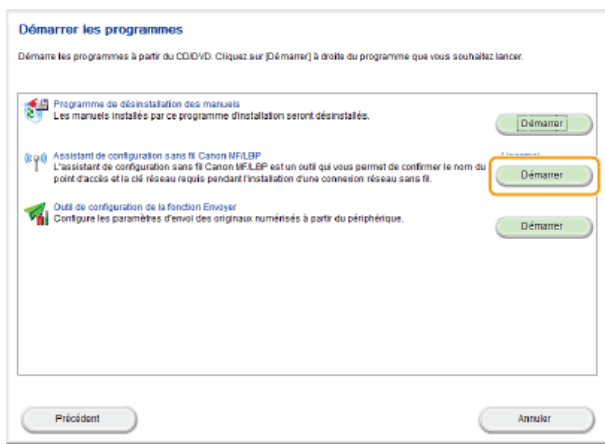 Démarrer les programmes
Démarre les programmes à partir du CD/DVD. Cliquez sur [Démarrer] à droite du programme que vous souhaitez lancer.
Programme de désinstallation des manuels
Les manuels installés par ce programme d'installation seront désinstallés.
Démarrer
Assistant de configuration sans fil Canon MF/LBP
L'assistant de configuration sans fil Canon MF/LBP est un outil qui vous permet de confirmer le nom du
point d'accès et la clé réseau requis pendant l'installation d'une connexion réseau sans fil.
Démarrer
Outil de configuration de la fonction Envoyer
Configure les paramètres d'envoi des originaux numérisés à partir du périphérique.
Démarrer
Précédent
Annuler